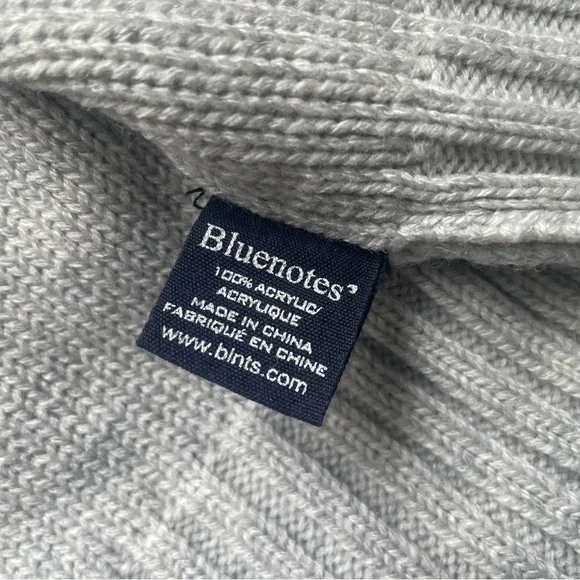 Bluenotes
100% ACRYLIC/
ACRYLIQUE
MADE IN CHINA
FABRIQUÉ EN CHINE
www.blnts.com